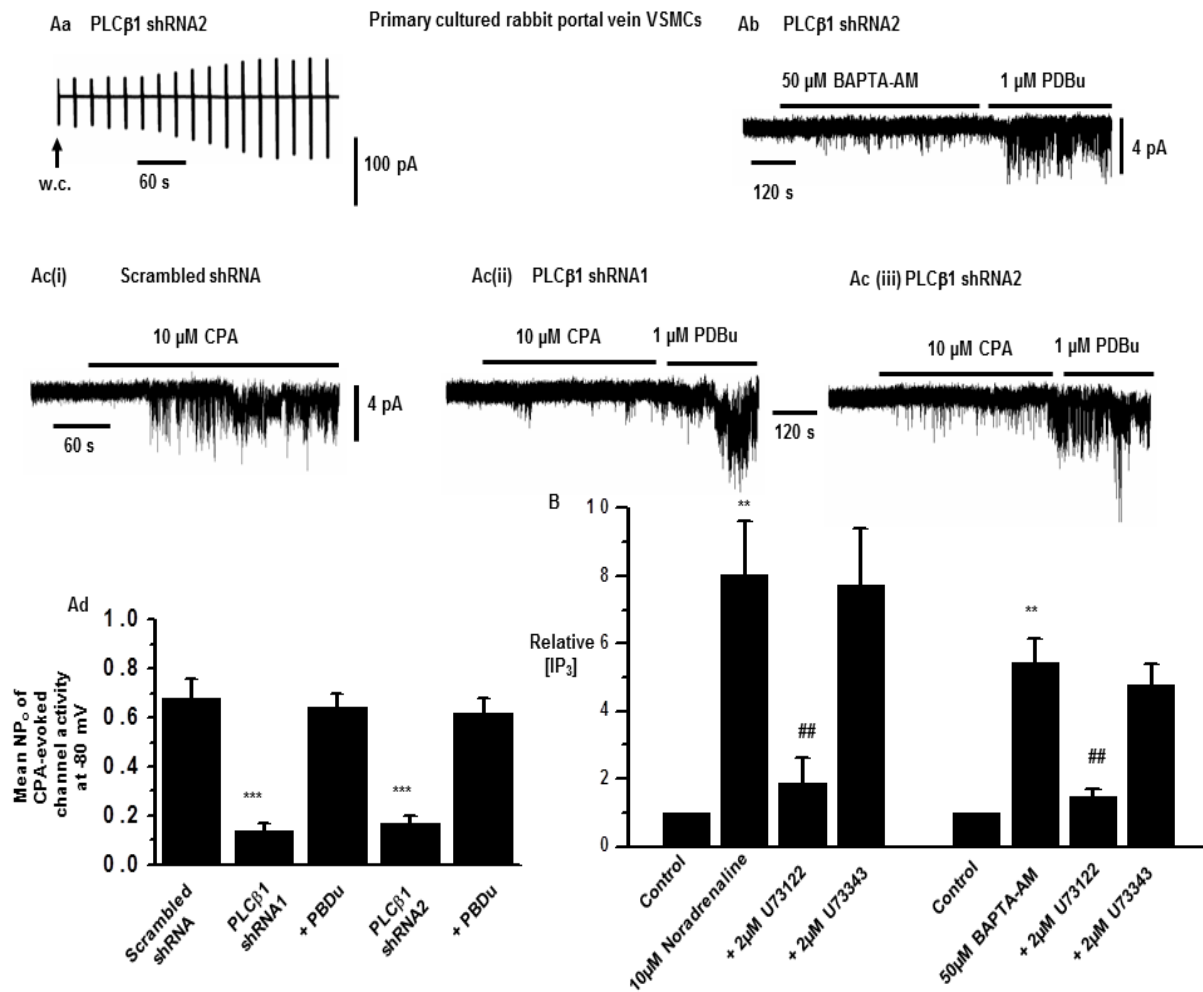 Aa PLCβ1 shRNA2
Primary cultured rabbit portal vein VSMCs
Ab PLCβ1 shRNA2
w.c.
60 s
100 pA
50 µM BAPTA-AM
1 µM PDBu
120 s
4 pA
Ac(i) Scrambled shRNA
10 µM CPA
60 s
4 pA
Ac(ii) PLCβ1 shRNA1
10 µM CPA
1 µM PDBu
120 s
Ac (iii) PLCβ1 shRNA2
10 µM CPA
1 µM PDBu
Ad
Mean NPo of
CPA-evoked
channel activity
at -80 mV
1.0
0.8
0.6
0.4
0.2
0.0
***
***
Scrambled
shRNA
PLCβ1
shRNA1
+ PBDu
PLCβ1
shRNA2
+ PBDu
B
Relative
[IP3]
10
8
6
4
2
0
**
##
**
##
Control
10µM Noradrenaline
+ 2µM U73122
+ 2µM U73343
Control
50µM BAPTA-AM
+ 2µM U73122
+ 2µM U73343